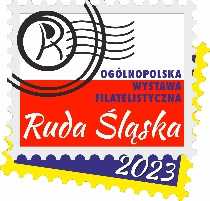 R
OGÓLNOPOLSKA
WYSTAWA
FILATELISTYCZNA
Ruda Śląska
2023